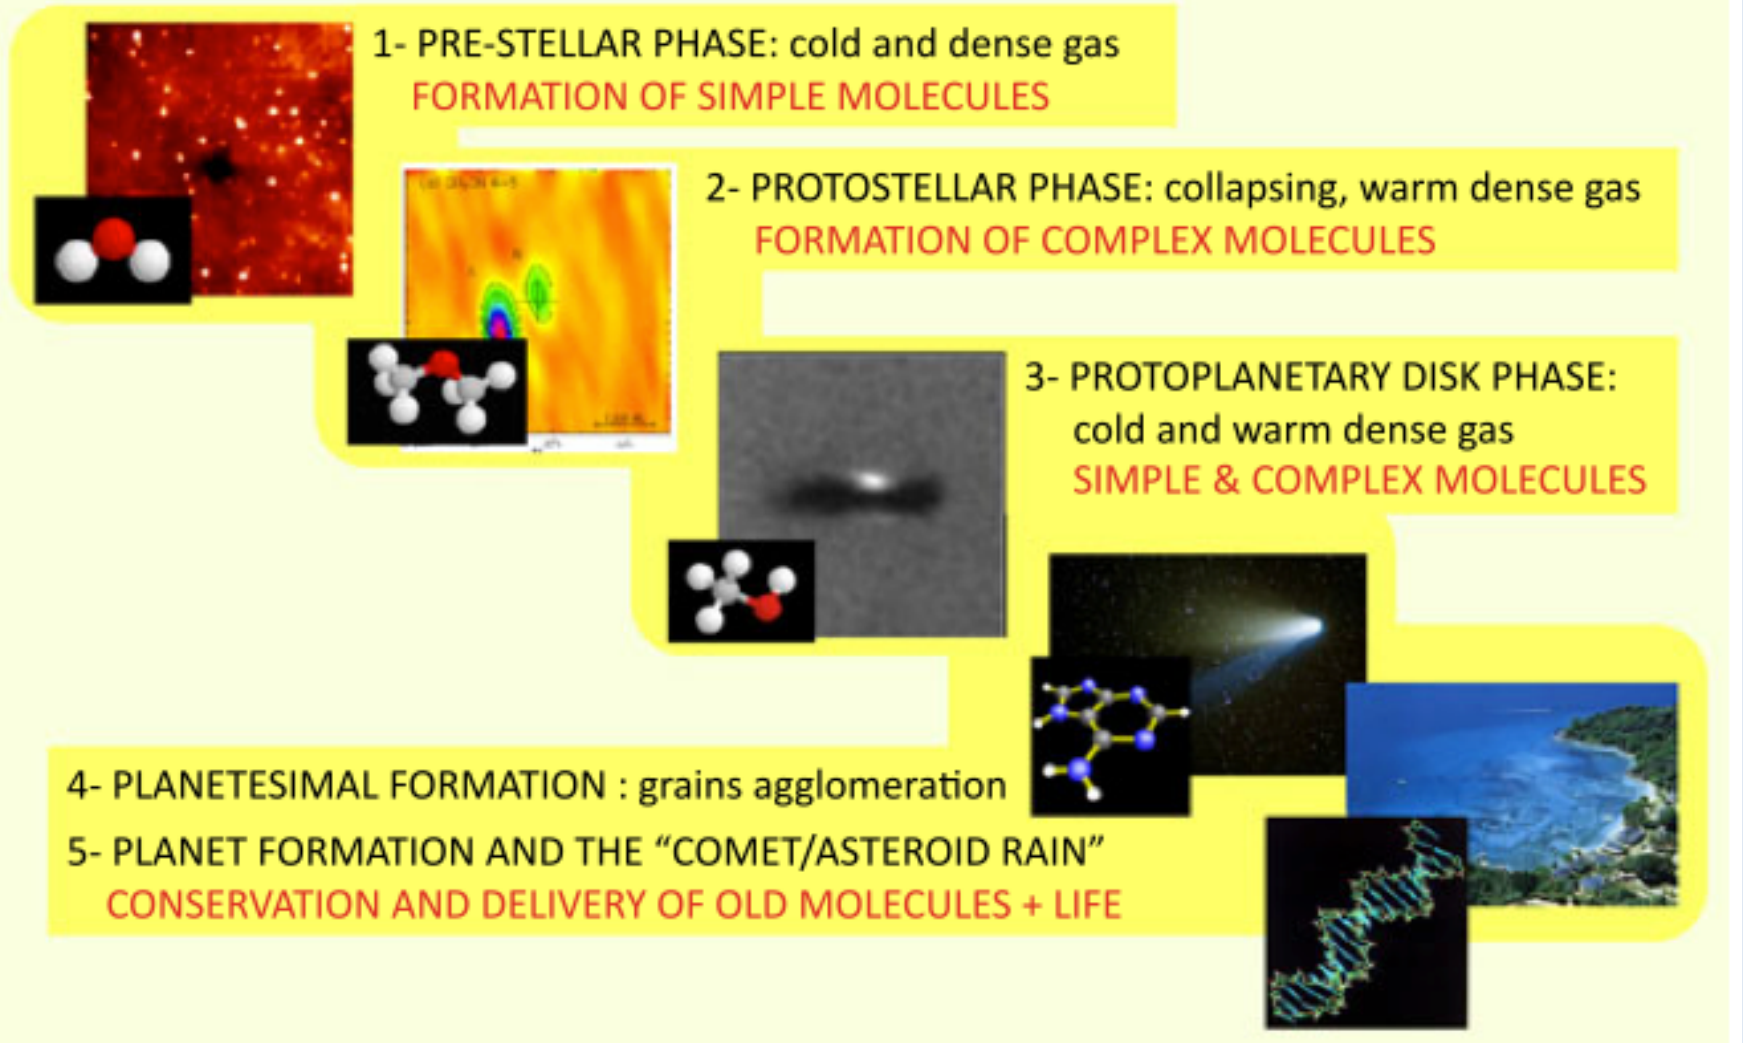 1- PRE-STELLAR PHASE: cold and dense gas
FORMATION OF SIMPLE MOLECULES
2- PROTOSTELLAR PHASE: collapsing, warm dense gas
FORMATION OF COMPLEX MOLECULES
3- PROTOPLANETARY DISK PHASE:
cold and warm dense gas
SIMPLE & COMPLEX MOLECULES
4- PLANETESIMAL FORMATION : grains agglomeration
5- PLANET FORMATION AND THE “COMET/ASTEROID RAIN”
CONSERVATION AND DELIVERY OF OLD MOLECULES + LIFE